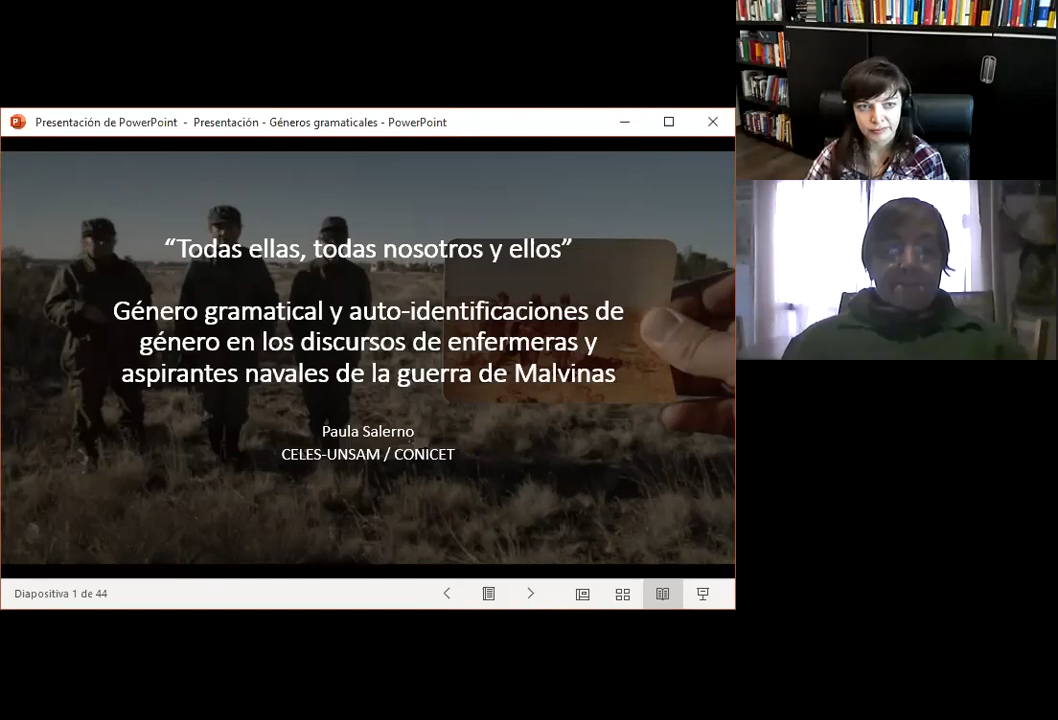 Presentación de PowerPoint - Presentación - Géneros gramaticales - PowerPoint
“Todas ellas, todas nosotros y ellos”
Género gramatical y auto-identificaciones de
género en los discursos de enfermeras y
aspirantes navales de la guerra de Malvinas
Paula Salerno
CELES-UNSAM / CONICET
Diapositiva 1 de 44